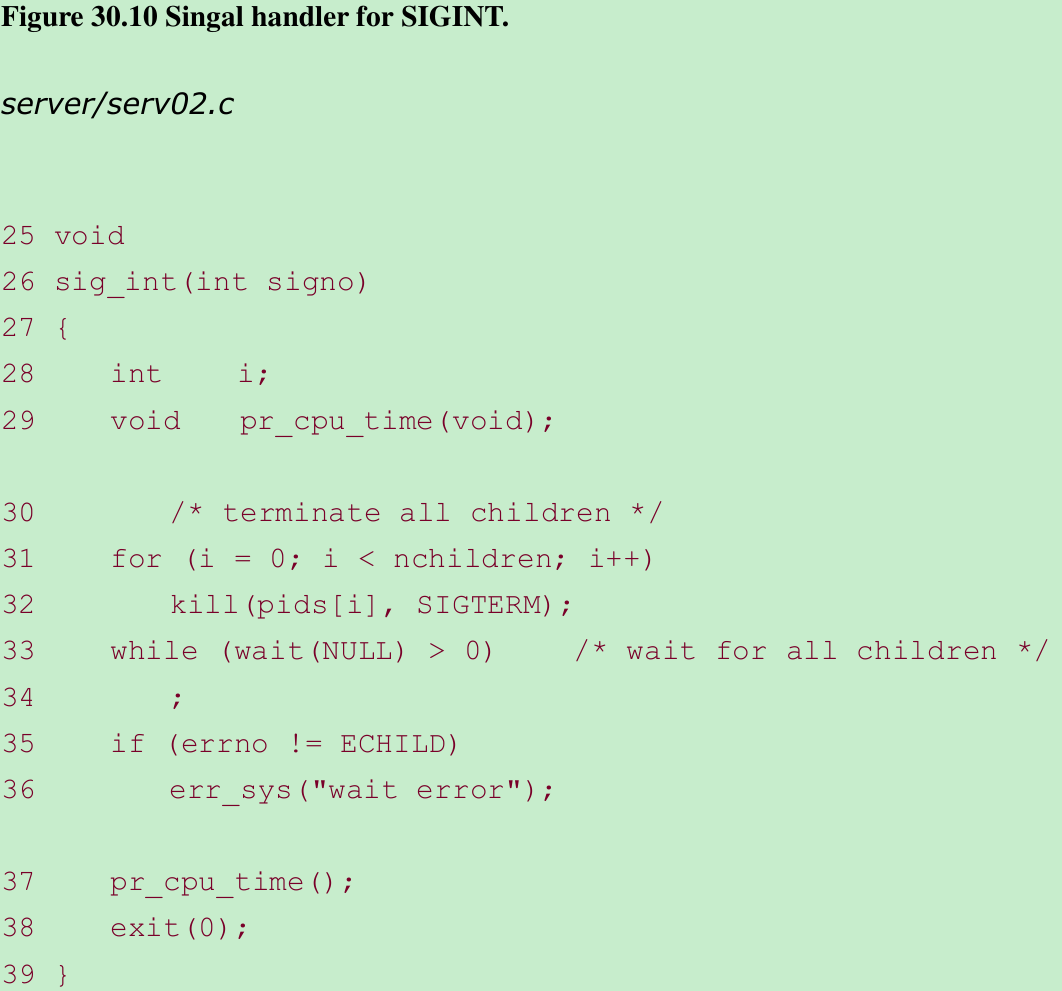 Figure 30.10 Singal handler for SIGINT.
server/serv02.c
25 void
26 sig_int(int signo)
27 {
28     int     i;
29     void    pr_cpu_time(void);
30         /* terminate all children */
31     for (i = 0; i < nchildren; i++)
32         kill(pids[i], SIGTERM);
33     while (wait(NULL) > 0)     /* wait for all children */
34         ;
35     if (errno != ECHILD)
36         err_sys("wait error");
37     pr_cpu_time();
38     exit(0);
39 }